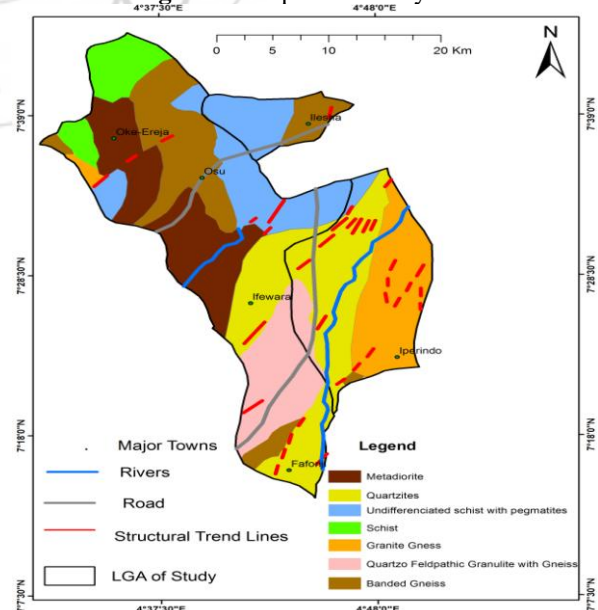 4°37'30"E
4°48'0"E
0 5 10 20 Km
N
7°39'0"N
7°39'0"N
Ilesha
Oke-Ereja
Osu
7°28'30"N
7°28'30"N
Ifewara
Iperindo
7°18'0"N
7°18'0"N
Major Towns
Legend
Fafon
Rivers
Metadiorite
Quartzites
Road
Undifferenciated schist with pegmatites
Schist
Structural Trend Lines
Granite Gness
Quartzo Feldpathic Granulite with Gneiss
LGA of Study
Banded Gneiss
7°7'30"N
7°7'30"N
4°37'30"E
4°48'0"E